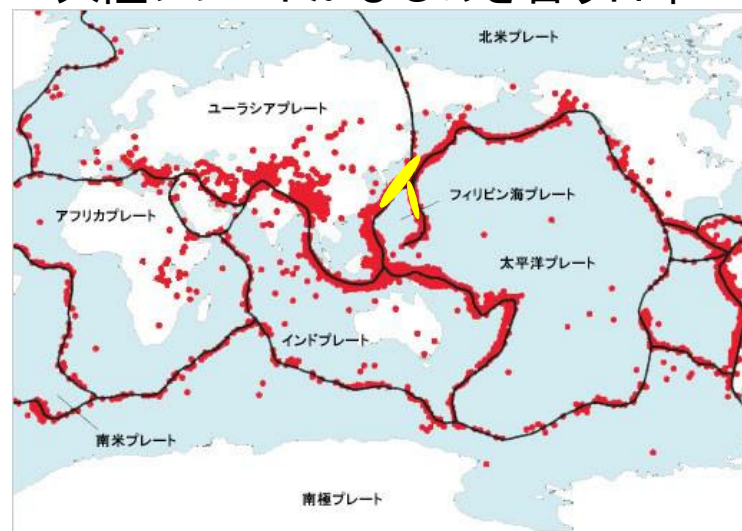 北米プレート
ユーラシアプレート
フィリピン海プレート
アフリカプレート
太平洋プレート
インドプレート
南米プレート
南極プレート